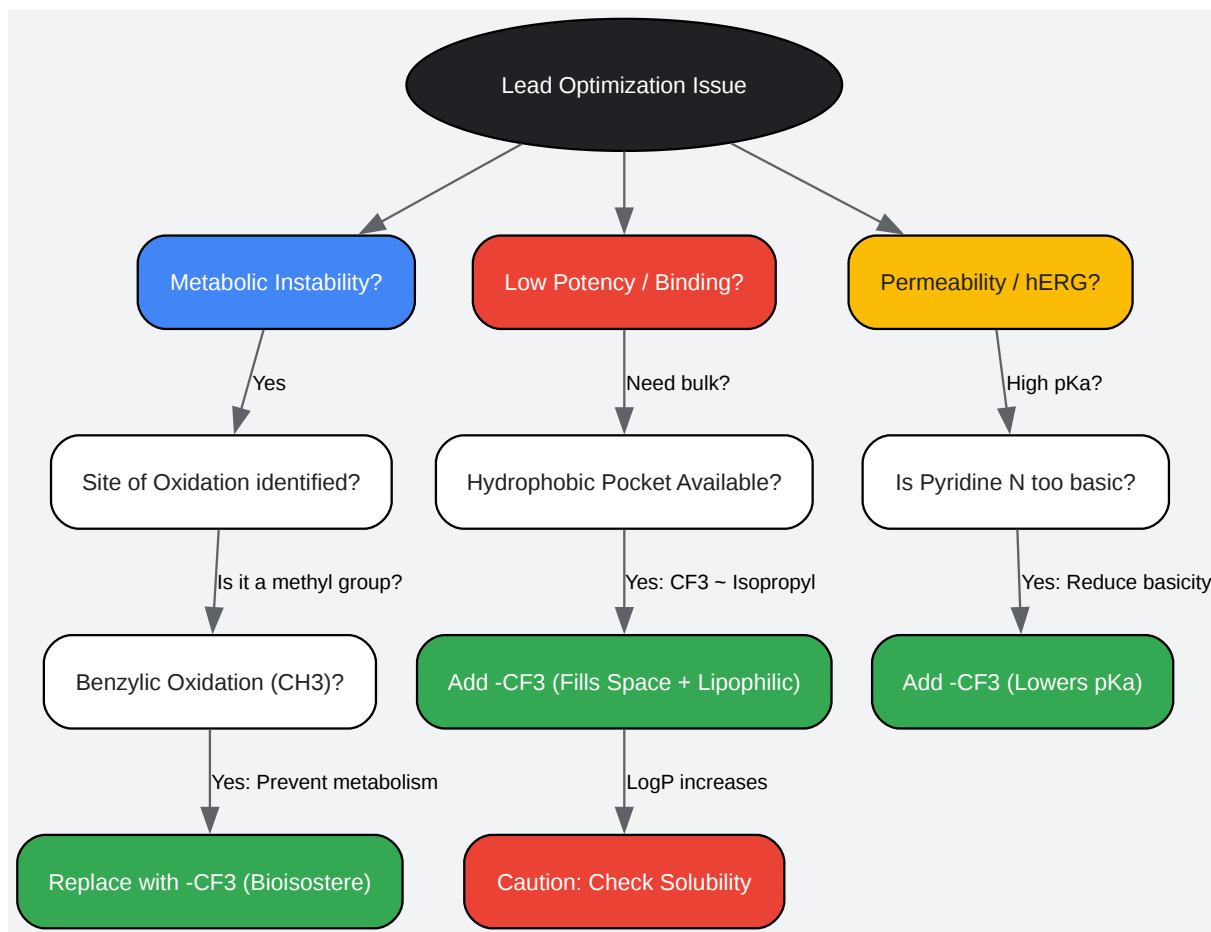 Lead Optimization Issue
Metabolic Instability?
Low Potency / Binding?
Permeability / hERG?
Yes
Need bulk?
High pKa?
Site of Oxidation identified?
Hydrophobic Pocket Available?
Is Pyridine N too basic?
Is it a methyl group?
Yes: CF3 ~ Isopropyl
Yes: Reduce basicity
Benzylic Oxidation (CH3)?
Add -CF3 (Fills Space + Lipophilic)
Add -CF3 (Lowers pKa)
Yes: Prevent metabolism
LogP increases
Replace with -CF3 (Bioisostere)
Caution: Check Solubility